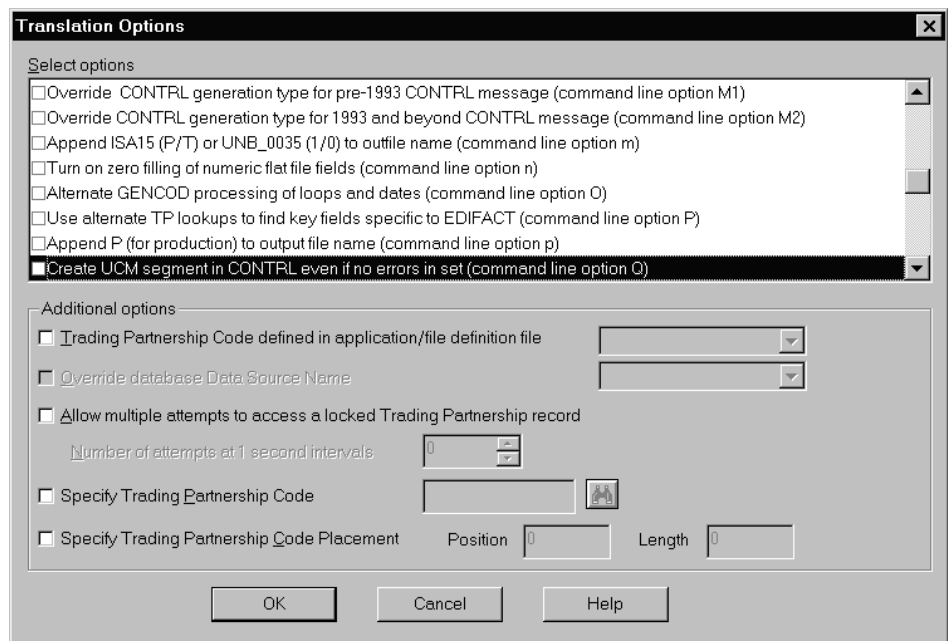 Translation Options
Select options
Override  CONTRL generation type for pre-1993 CONTRL message (command line option M1)
Override CONTRL generation type for 1993 and beyond CONTRL message (command line option M2)
Append ISA15 (P/T) or UNB_0035 (1/0) to outfile name (command line option m)
Turn on zero filling of numeric flat file fields (command line option n)
Alternate GENCOD processing of loops and dates (command line option O)
Use alternate TP lookups to find key fields specific to EDIFACT (command line option P)
Append P (for production) to output file name (command line option p)
Create UCM segment in CONTRL even if no errors in set (command line option Q)
Additional options
Trading Partnership Code defined in application/file definition file
Override database Data Source Name
Allow multiple attempts to access a locked Trading Partnership record
Number of attempts at 1 second intervals 0
Specify Trading Partnership Code
Specify Trading Partnership Code Placement Position 0 Length 0
OK Cancel Help